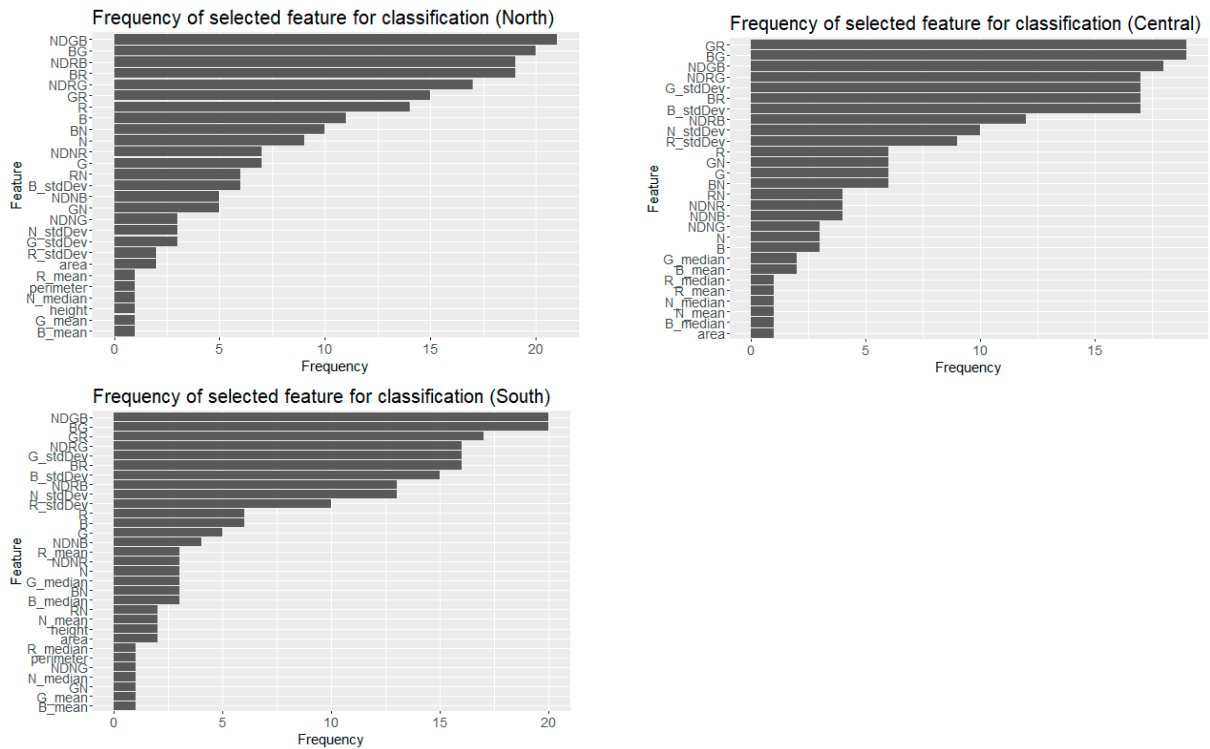 Frequency of selected feature for classification (North)
Feature
NDGB
BG
NDRB
BR
NDRG
GR
R
B
BN
N
NDNR
G
RN
B_stdDev
NDNB
GN
NDNG
N_stdDev
G_stdDev
R_stdDev
area
R_mean
perimeter
N_median
height
G_mean
B_mean
0 5 10 15 20
Frequency
Frequency of selected feature for classification (Central)
Feature
GR
BG
NDGB
NDRG
G_stdDev
BR
B_stdDev
NDRB
N_stdDev
R_stdDev
R
GN
G
BN
RN
NDNR
NDNB
NDNG
N
B
G_median
B_mean
R_median
R_mean
N_median
N_mean
B_median
area
0 5 10 15
Frequency
Frequency of selected feature for classification (South)
Feature
NDGB
BG
GR
NDRG
G_stdDev
BR
B_stdDev
NDRB
N_stdDev
R_stdDev
R
B
G
NDNB
R_mean
NDNR
N
G_median
BN
B_median
RN
N_mean
height
area
R_median
perimeter
NDNG
N_median
GN
G_mean
B_mean
0 5 10 15 20
Frequency